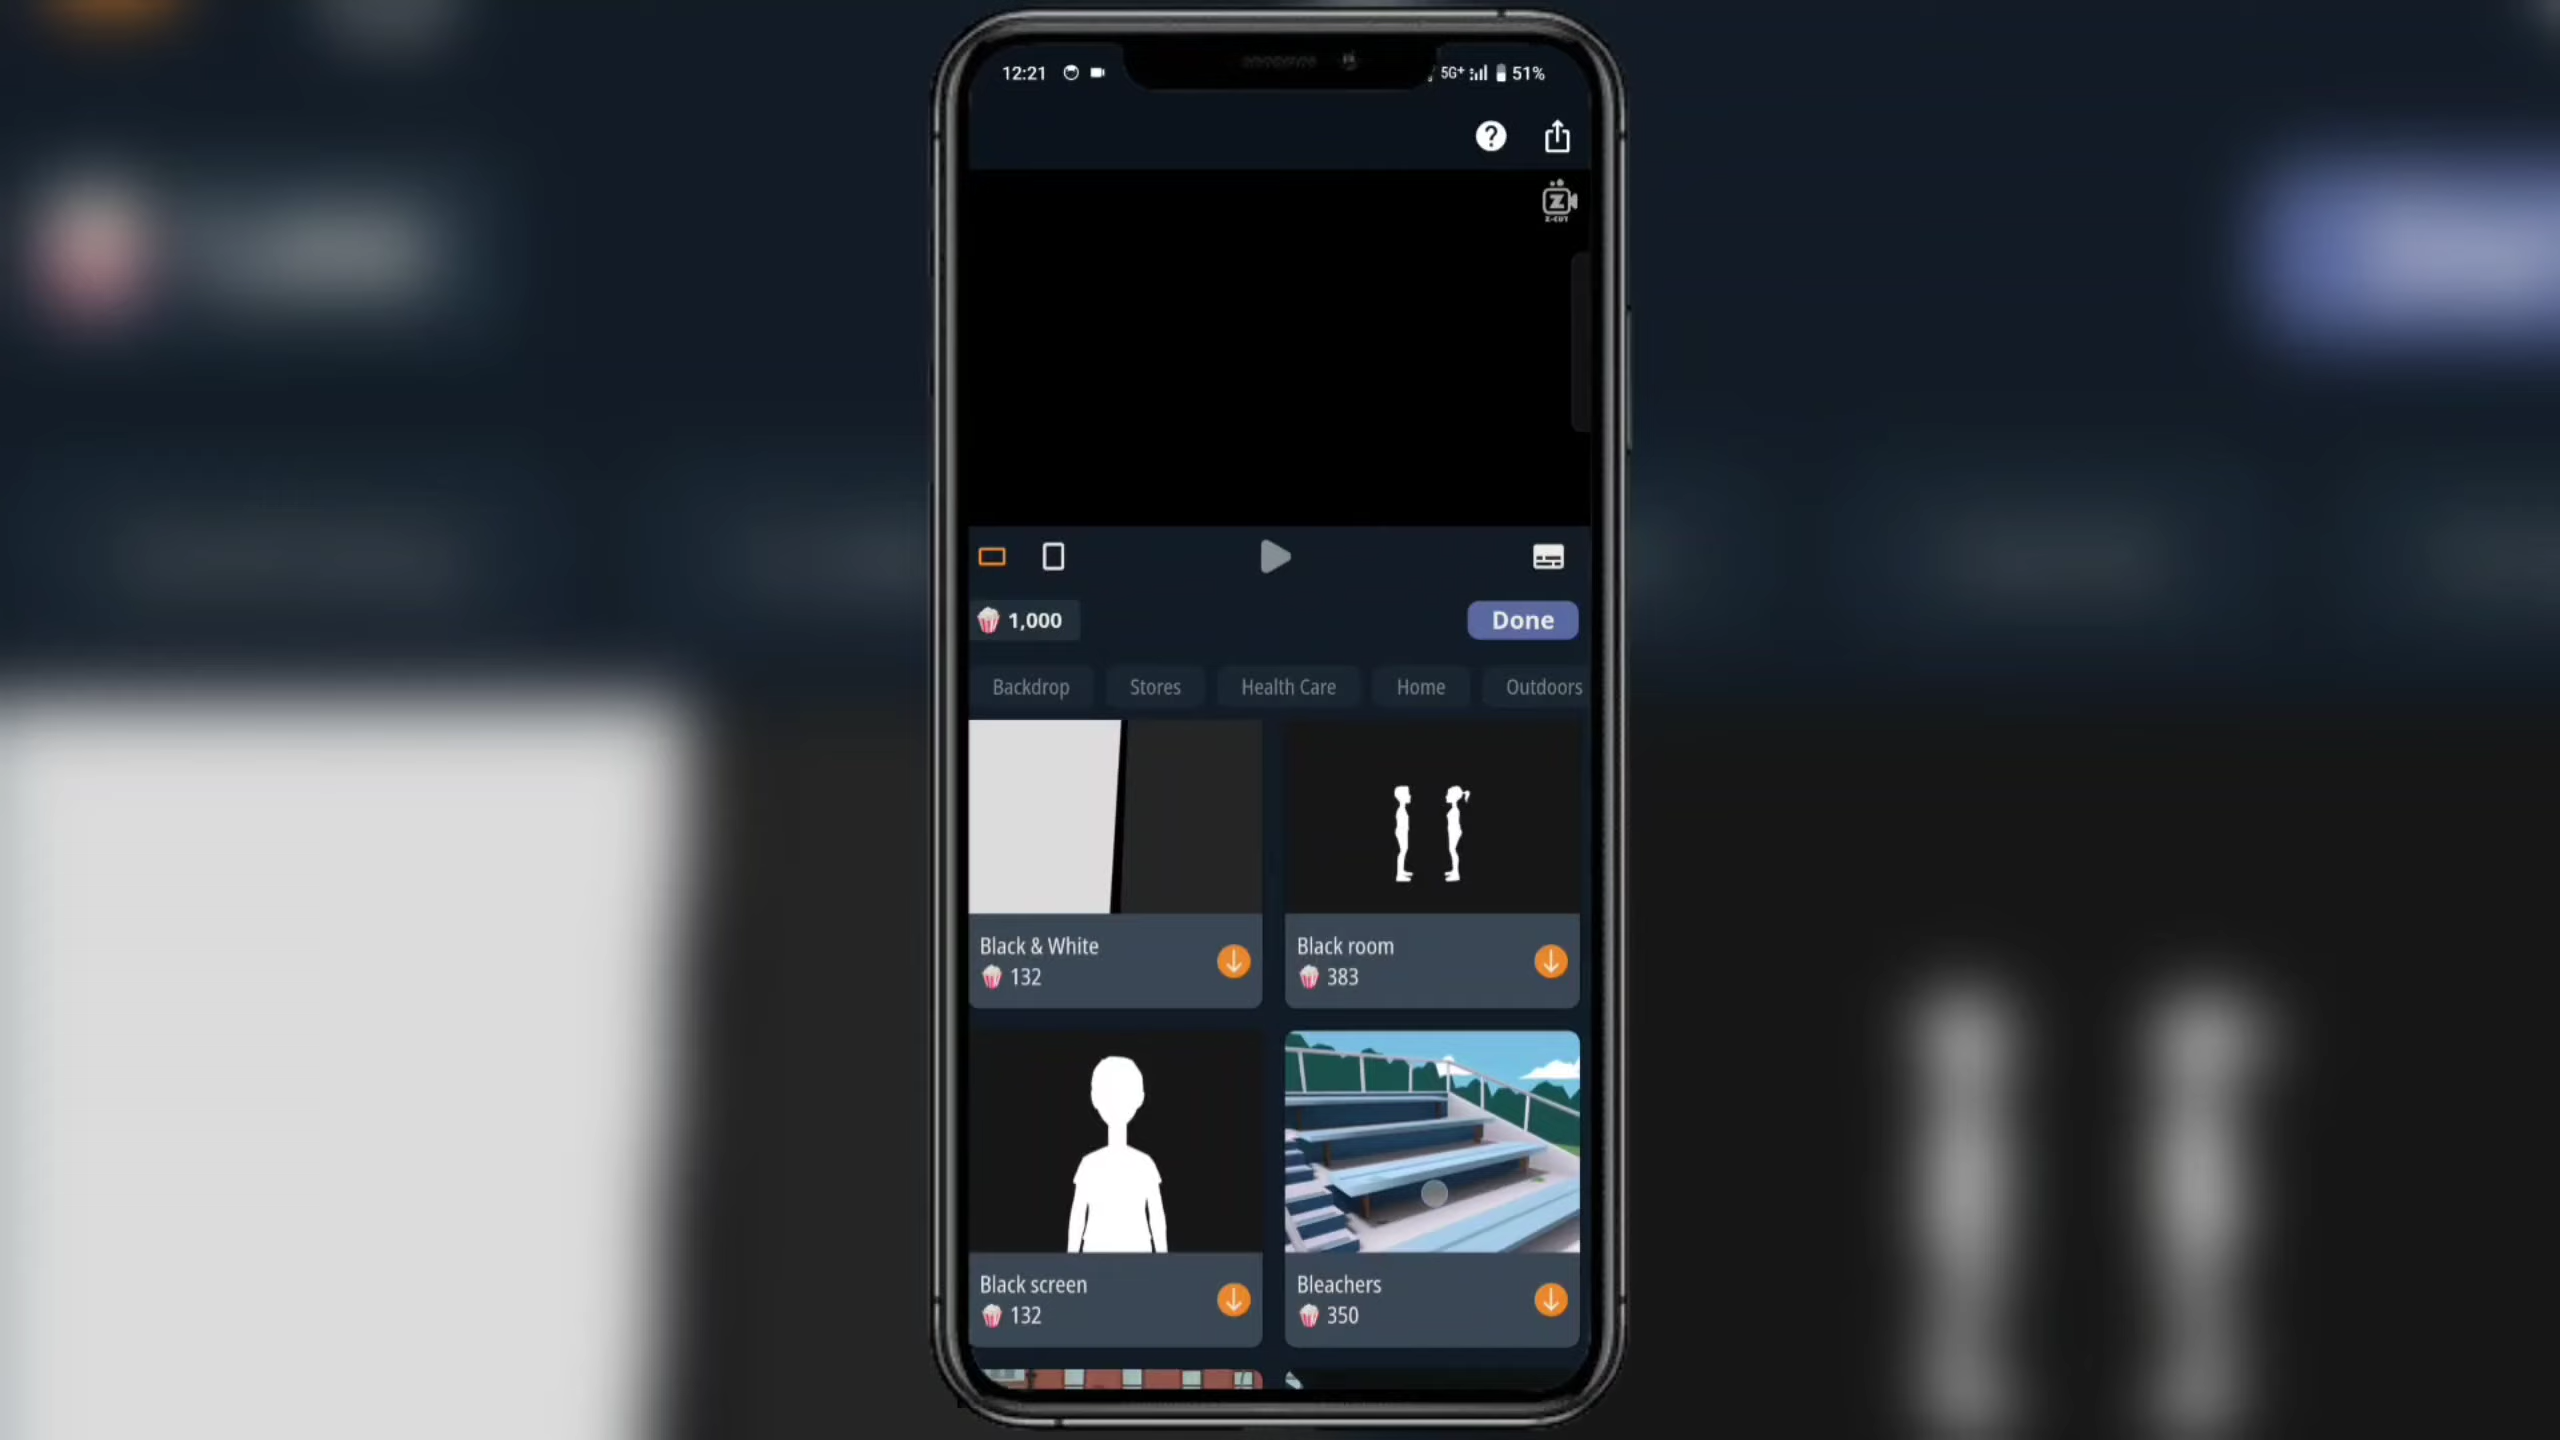 12:21
5G+ 51%
Z
Z-CUT
1,000
Done
Backdrop Stores Health Care Home Outdoors
Black & White
132
Black room
383
Black screen
132
Bleachers
350